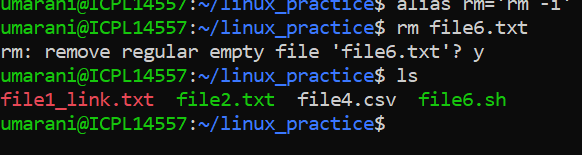 umarani@ICPL14557:~/linux_practice$ alias rm='rm -i'
umarani@ICPL14557:~/linux_practice$ rm file6.txt
rm: remove regular empty file 'file6.txt'? y
umarani@ICPL14557:~/linux_practice$ ls
file1_link.txt file2.txt file4.csv file6.sh
umarani@ICPL14557:~/linux_practice$